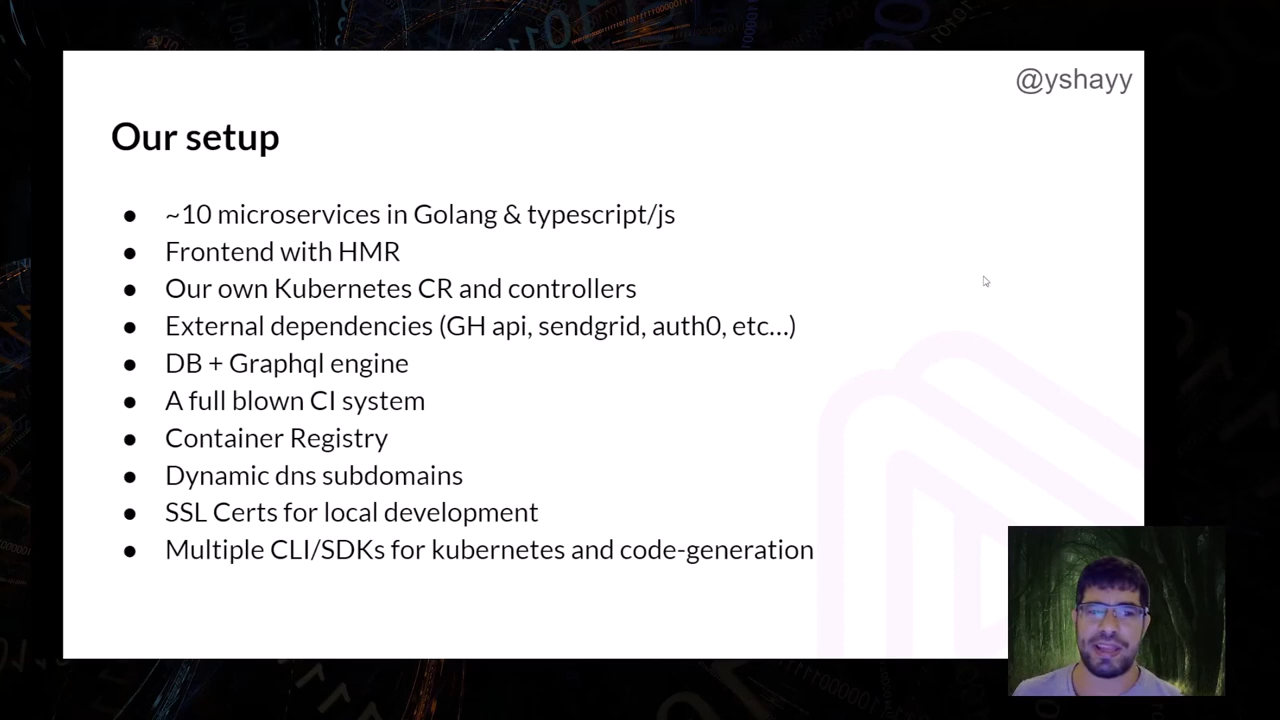 @yshayy
Our setup
● ~10 microservices in Golang & typescript/js
● Frontend with HMR
● Our own Kubernetes CR and controllers
● External dependencies (GH api, sendgrid, auth0, etc...)
● DB + Graphql engine
● A full blown CI system
● Container Registry
● Dynamic dns subdomains
● SSL Certs for local development
● Multiple CLI/SDKs for kubernetes and code-generation